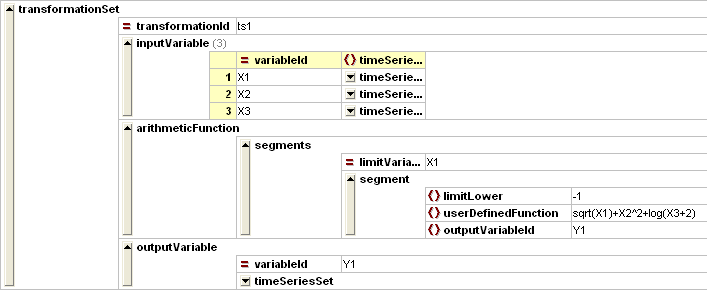 transformationSet
= transformationId ts1
inputVariable (3)
= variableId () timeSerie...
1 X1 timeSerie...
2 X2 timeSerie...
3 X3 timeSerie...
arithmeticFunction
segments
= limitVaria... X1
segment
() limitLower -1
() userDefinedFunction sqrt(X1)+X2^2+log(X3+2)
() outputVariableId Y1
outputVariable
= variableId Y1
timeSeriesSet